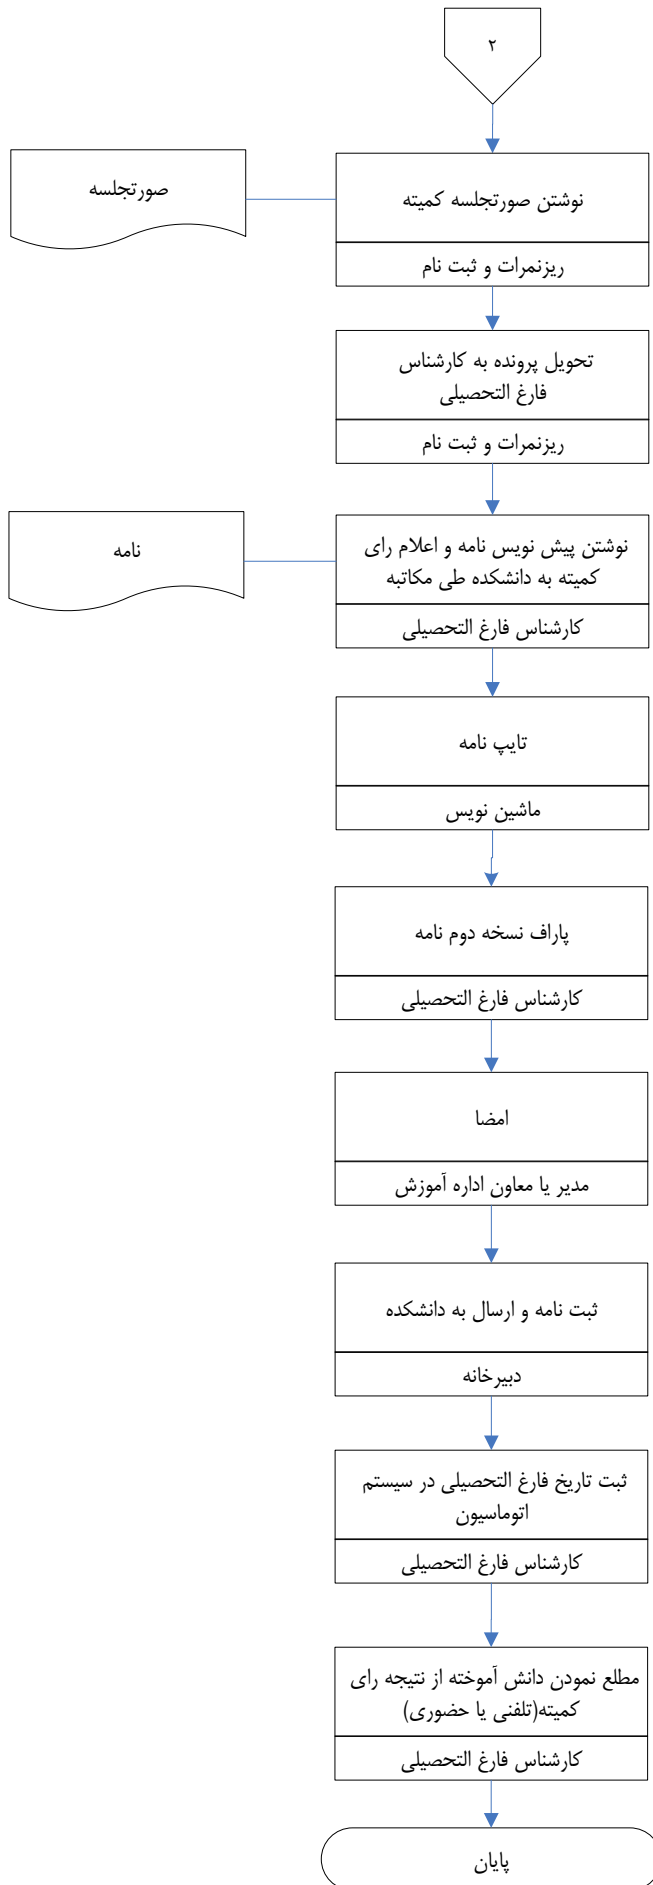 ۲
صورتجلسه
نوشتن صورتجلسه کمیته
ریزنمرات و ثبت نام
تحویل پرونده به کارشناس
فارغ التحصیلی
ریزنمرات و ثبت نام
نامه
نوشتن پیش نویس نامه و اعلام رای
کمیته به دانشکده طی مکاتبه
کارشناس فارغ التحصیلی
تایپ نامه
ماشین نویس
پاراف نسخه دوم نامه
کارشناس فارغ التحصیلی
امضا
مدیر یا معاون اداره آموزش
ثبت نامه و ارسال به دانشکده
دبیرخانه
ثبت تاریخ فارغ التحصیلی در سیستم
اتوماسیون
کارشناس فارغ التحصیلی
مطلع نمودن دانش آموخته از نتیجه رای
کمیته(تلفنی یا حضوری)
کارشناس فارغ التحصیلی
پایان